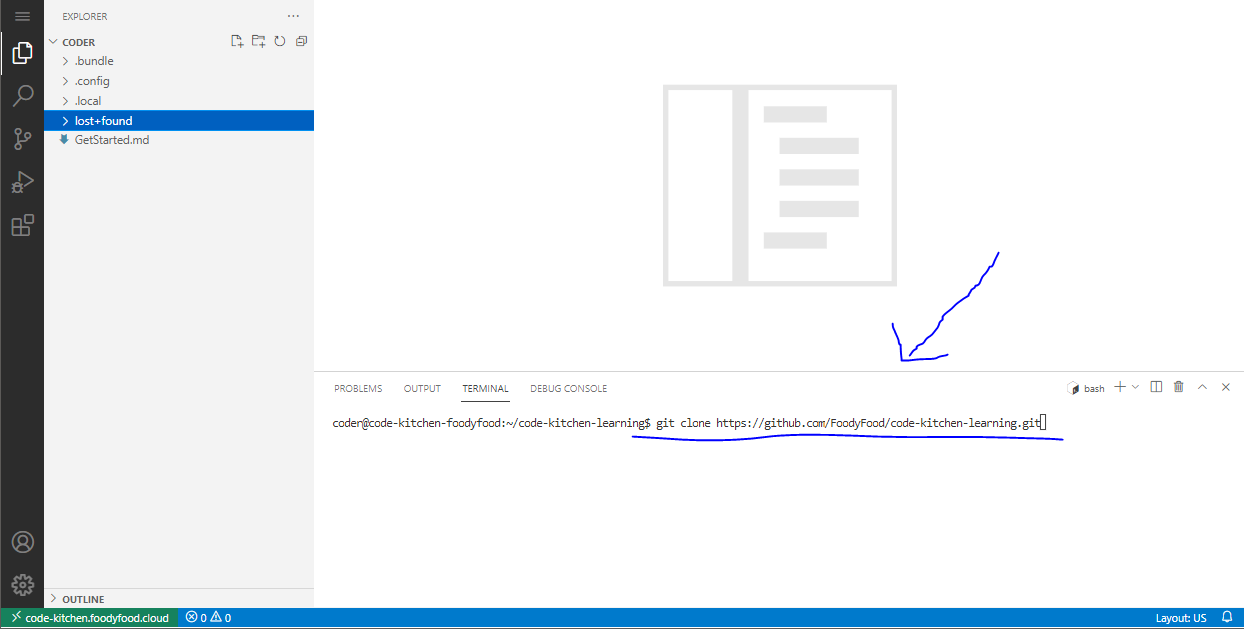 EXPLORER
CODER
.bundle
.config
.local
lost+found
GetStarted.md
OUTLINE
PROBLEMS OUTPUT TERMINAL DEBUG CONSOLE
bash
coder@code-kitchen-foodyfood:~/code-kitchen-learning$ git clone https://github.com/FoodyFood/code-kitchen-learning.git
code-kitchen.foodyfood.cloud 0 0 Layout: US